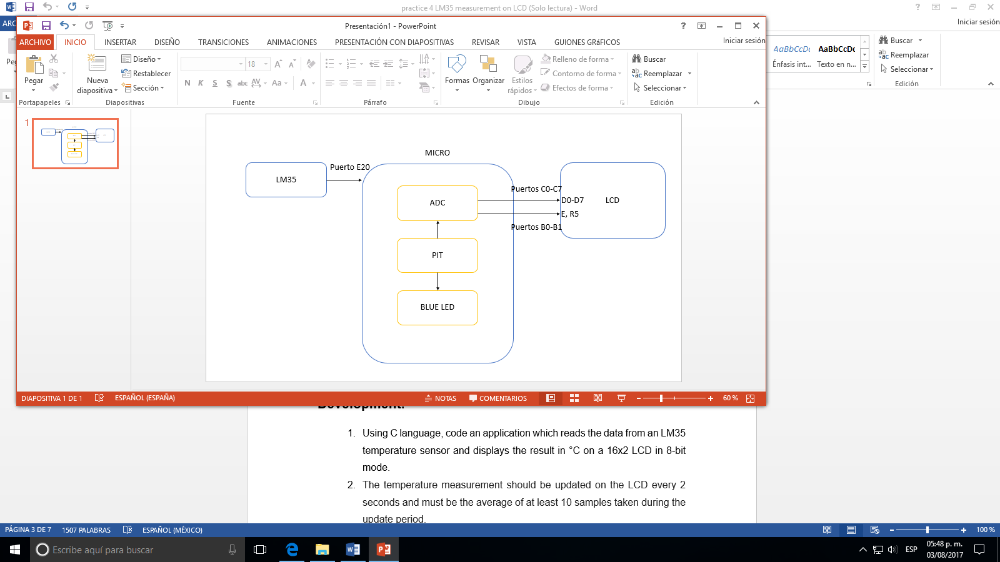 practice 4 LM35 measurement on LCD (Solo lectura) - Word
Iniciar sesión
Presentación1 - PowerPoint
Iniciar sesión
ARCHIVO INICIO INSERTAR DISEÑO TRANSICIONES ANIMACIONES PRESENTACIÓN CON DIAPOSITIVAS REVISAR VISTA GUIONES GRáFICOS
Pegar
Portapapeles
Nueva diapositiva
Diseño
Restablecer
Sección
Diapositivas
18
N K S S abc AV Aa A
Fuente
Párrafo
Formas Organizar Estilos rápidos
Relleno de forma
Contorno de forma
Efectos de forma
Dibujo
Buscar
Reemplazar
Seleccionar
Edición
AaBbCcDc AaBbCcDc
Énfasis int... Texto en n...
Buscar
Reemplazar
Seleccionar
Edición
1
MICRO
LM35
Puerto E20
ADC
Puertos C0-C7
D0-D7 LCD
E, R5
Puertos B0-B1
PIT
BLUE LED
DIAPOSITIVA 1 DE 1 ESPAÑOL (ESPAÑA) NOTAS COMENTARIOS 60 %
Development:
1. Using C language, code an application which reads the data from an LM35
temperature sensor and displays the result in °C on a 16x2 LCD in 8-bit
mode.
2. The temperature measurement should be updated on the LCD every 2
seconds and must be the average of at least 10 samples taken during the
update period.
PÁGINA 3 DE 7 1507 PALABRAS ESPAÑOL (MÉXICO) 100 %
Escribe aquí para buscar
ESP
05:48 p. m.
03/08/2017